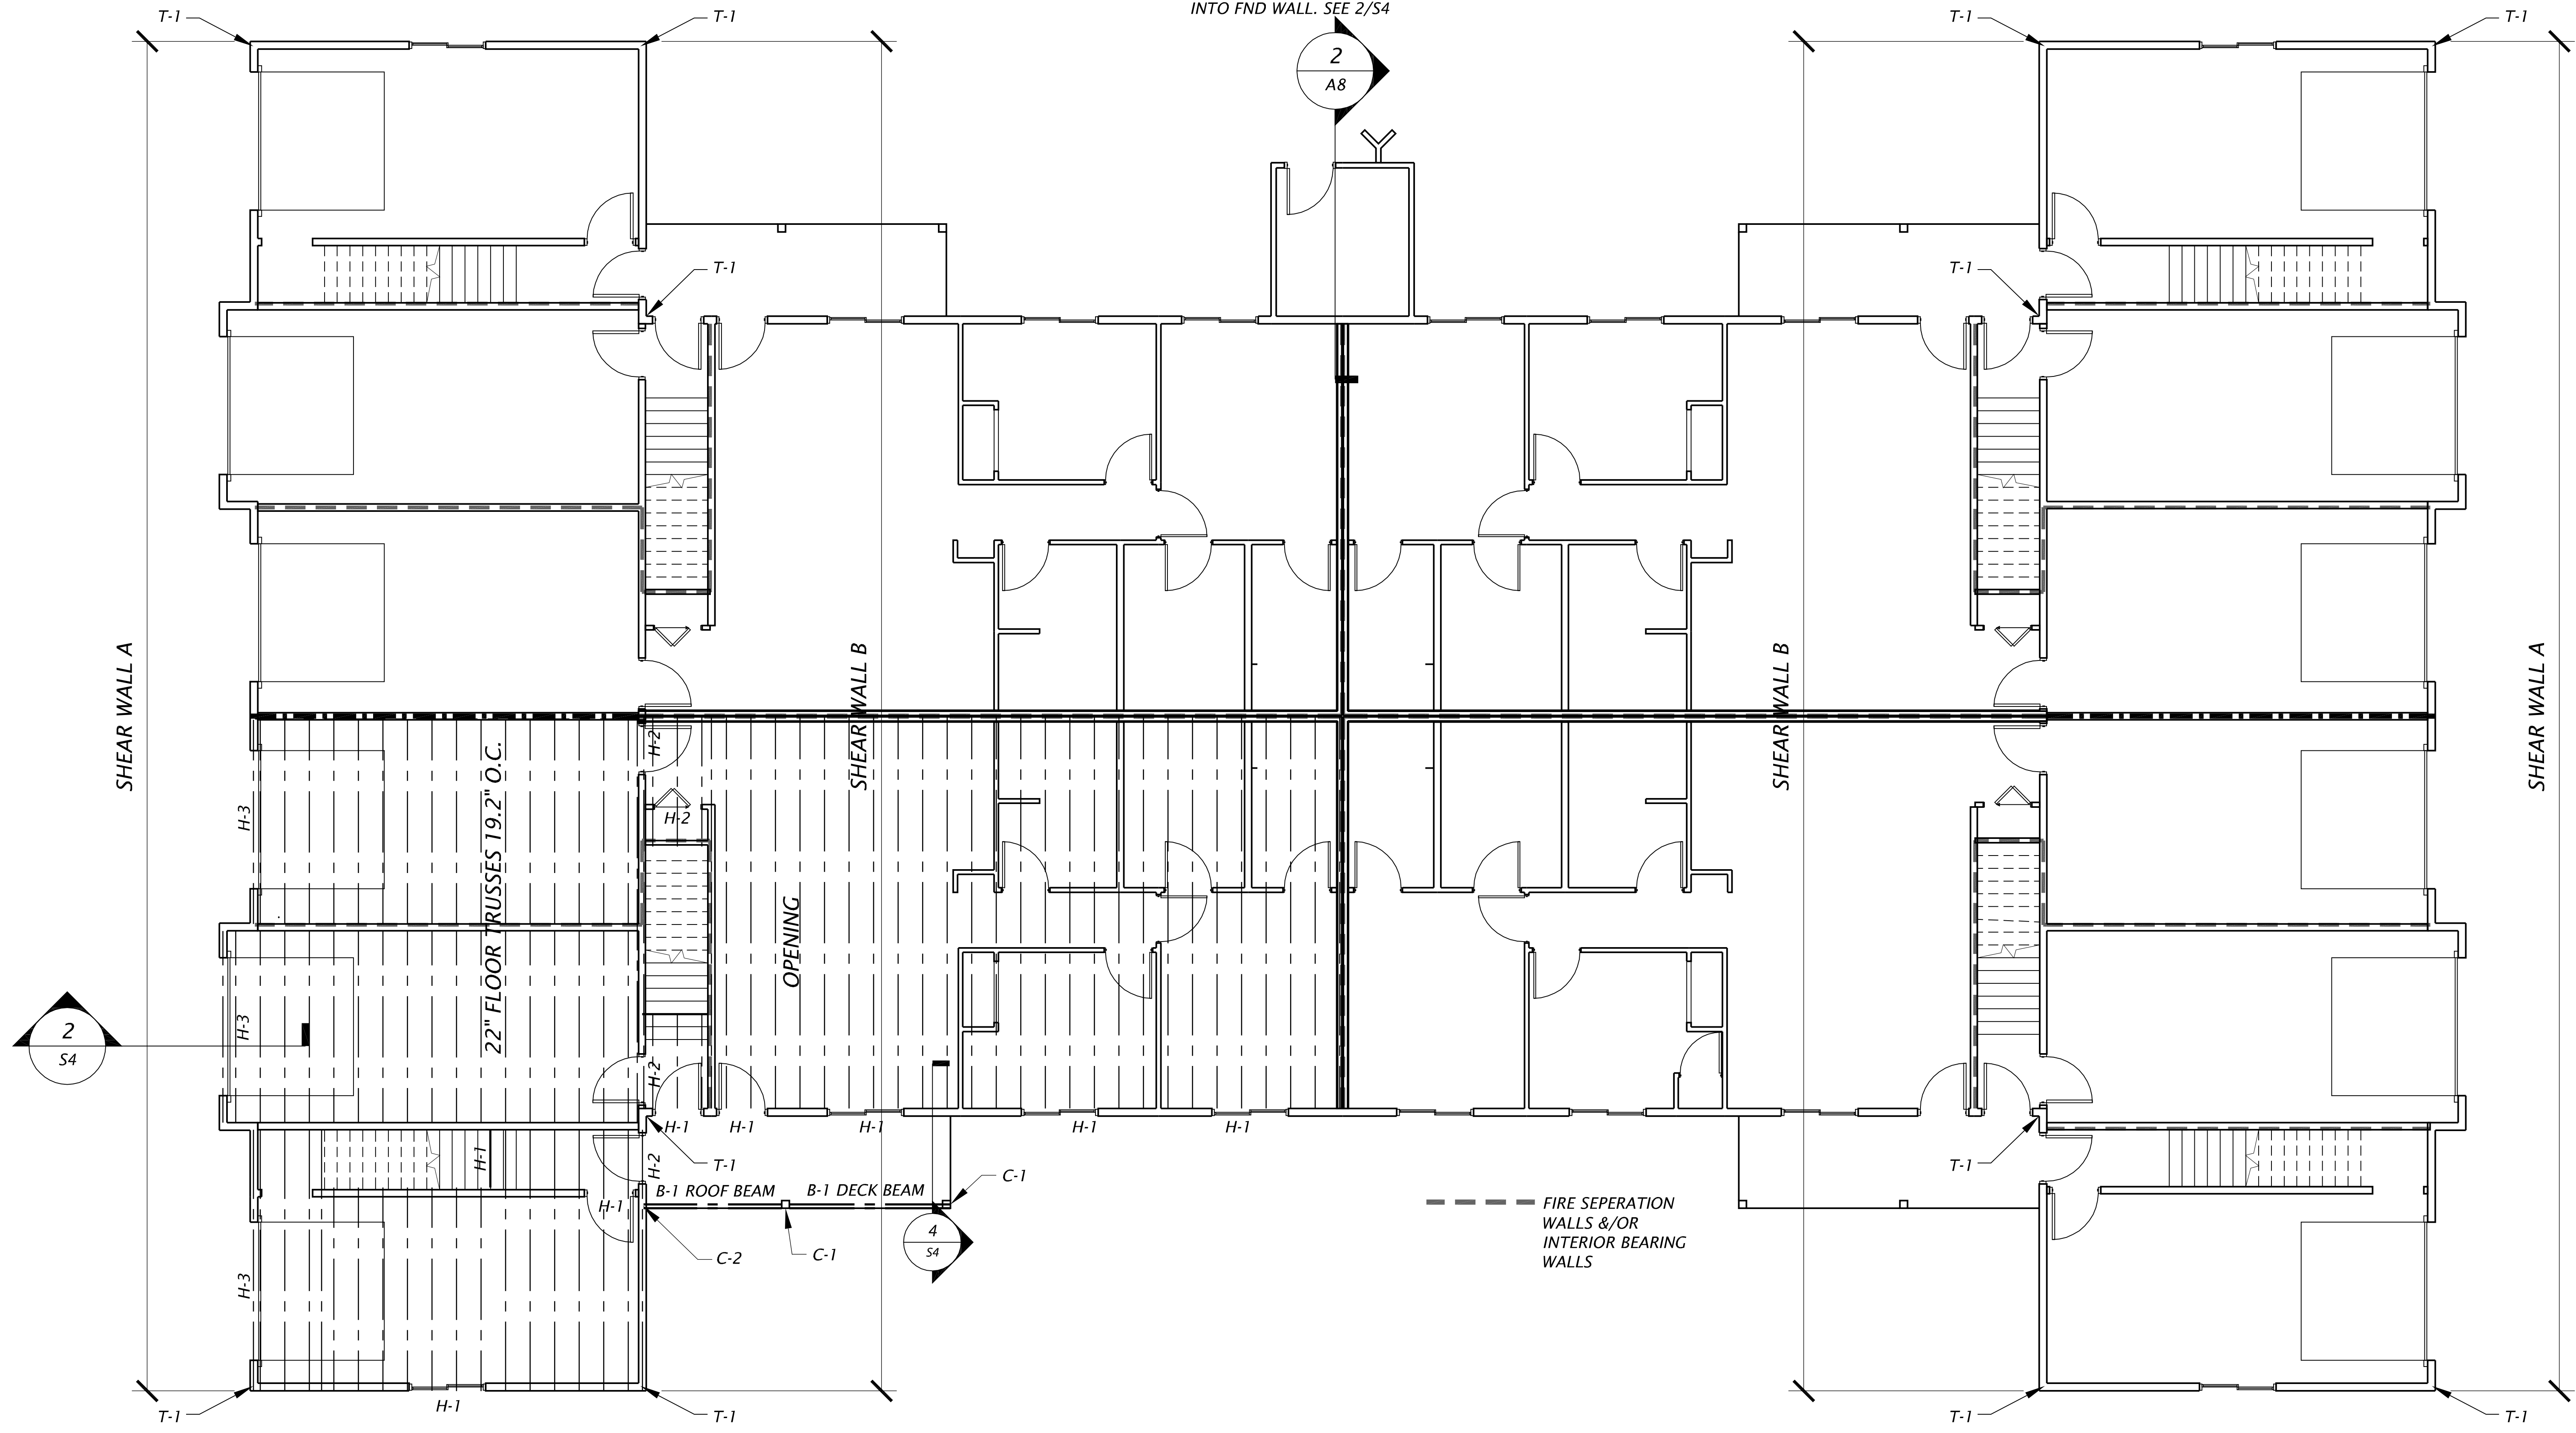 INTO FND WALL. SEE 2/S4
T-1
T-1
T-1
T-1
2
A8
T-1
T-1
SHEAR WALL A
SHEAR WALL B
SHEAR WALL B
SHEAR WALL A
H-2
22" FLOOR TRUSSES 19.2" O.C.
H-3
H-2
OPENING
2
S4
H-3
H-2
H-1
H-1
H-1
H-1
H-1
H-1
H-2
T-1
T-1
C-1
B-1 ROOF BEAM
B-1 DECK BEAM
H-1
FIRE SEPERATION
WALLS &/OR
INTERIOR BEARING
WALLS
4
S4
C-2
C-1
H-3
H-1
T-1
T-1
T-1
T-1